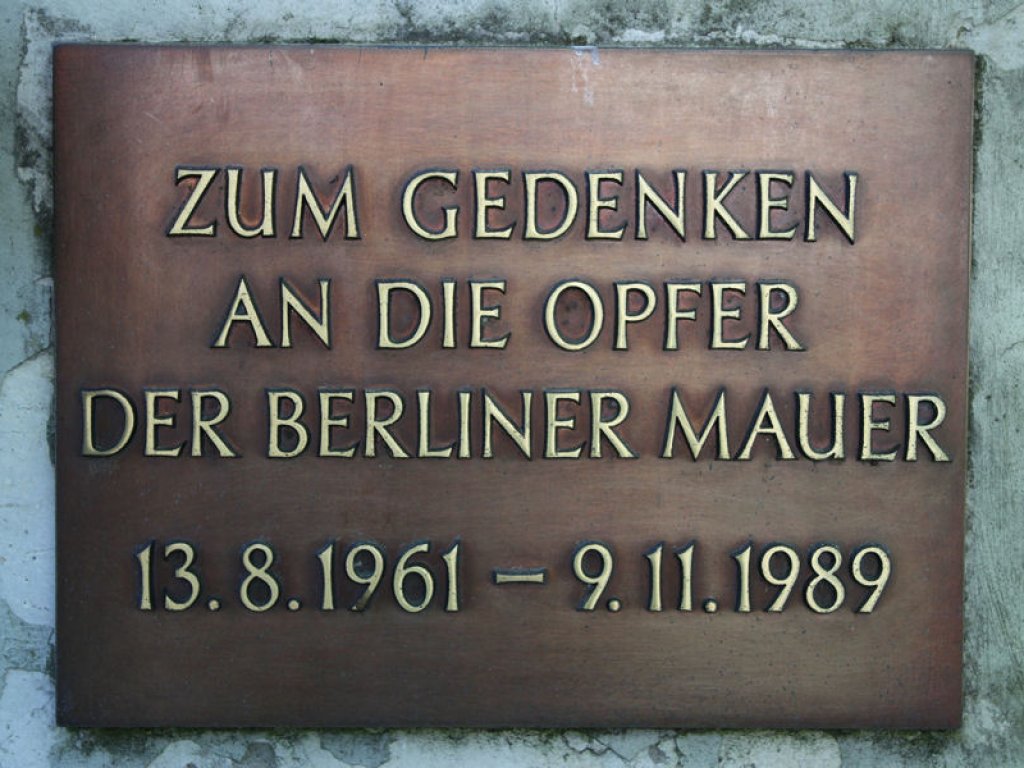 ZUM GEDENKEN
AN DIE OPFER
DER BERLINER MAUER
13.8.1961 – 9.11.1989